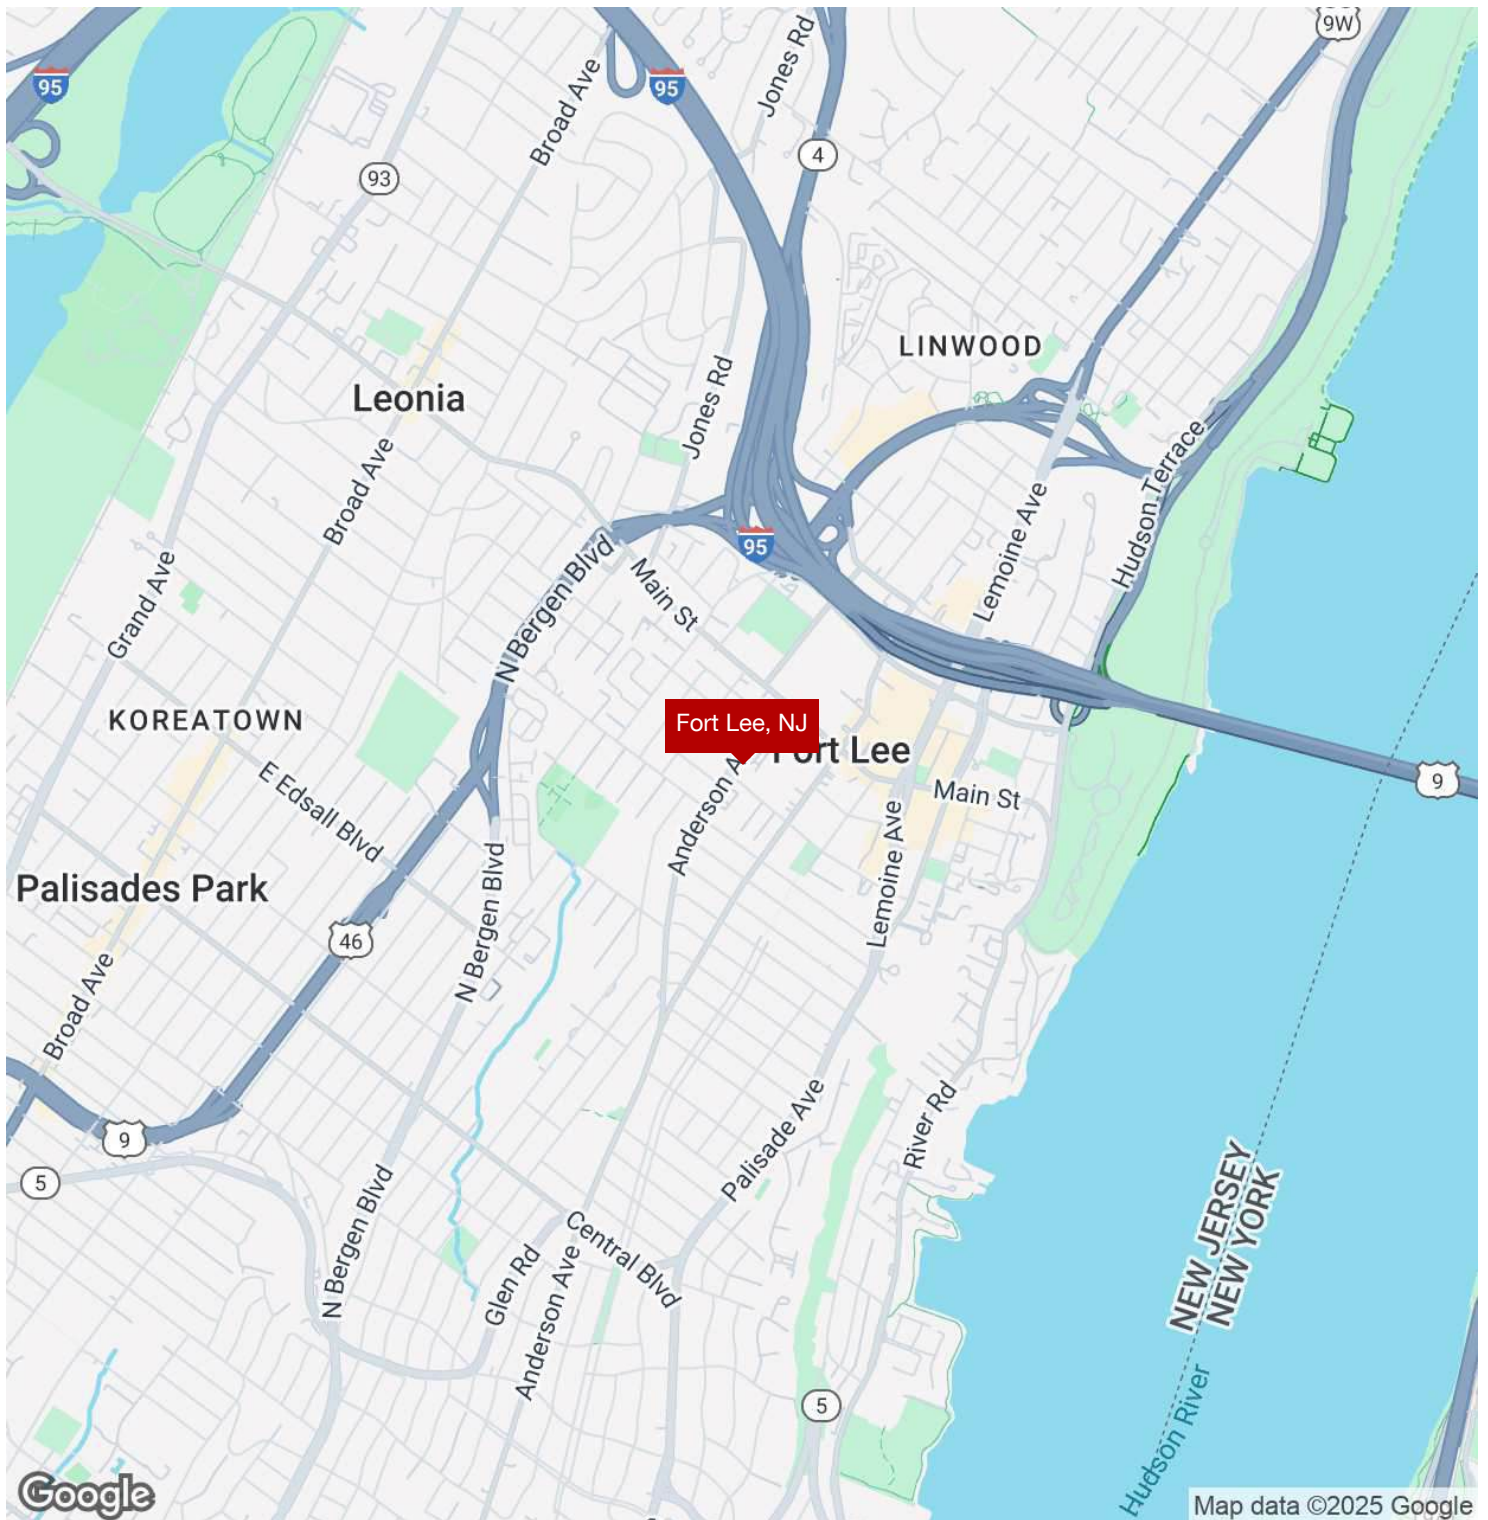 9W
95
95
Jones Rd
Broad Ave
4
93
LINWOOD
Leonia
Jones Rd
Hudson Terrace
Broad Ave
Lemoine Ave
95
N Bergen Blvd
Main St
Grand Ave
KOREATOWN
Fort Lee, NJ
Fort Lee
9
Main St
E Edsall Blvd
Anderson A
Palisades Park
Lemoine Ave
N Bergen Blvd
46
Broad Ave
9
5
Palisade Ave
River Rd
NEW JERSEY
NEW YORK
N Bergen Blvd
Central Blvd
Glen Rd
Anderson Ave
5
Hudson River
Google
Map data ©2025 Google